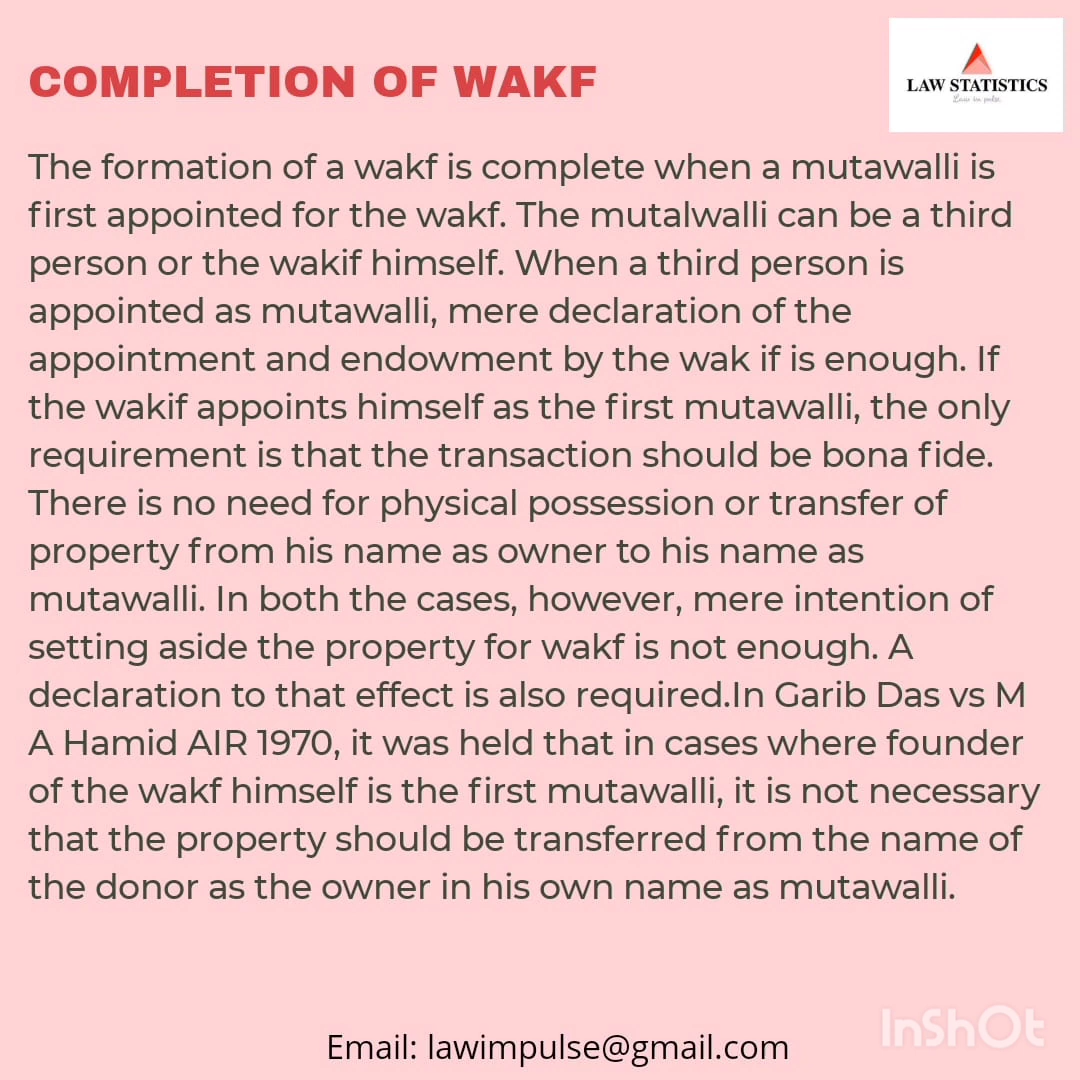 COMPLETION OF WAKF
LAW STATISTICS
Law in pulse
The formation of a wakf is complete when a mutawalli is
first appointed for the wakf. The mutalwalli can be a third
person or the wakif himself. When a third person is
appointed as mutawalli, mere declaration of the
appointment and endowment by the wak if is enough. If
the wakif appoints himself as the first mutawalli, the only
requirement is that the transaction should be bona fide.
There is no need for physical possession or transfer of
property from his name as owner to his name as
mutawalli. In both the cases, however, mere intention of
setting aside the property for wakf is not enough. A
declaration to that effect is also required.In Garib Das vs M
A Hamid AIR 1970, it was held that in cases where founder
of the wakf himself is the first mutawalli, it is not necessary
that the property should be transferred from the name of
the donor as the owner in his own name as mutawalli.
InShOt
Email: lawimpulse@gmail.com